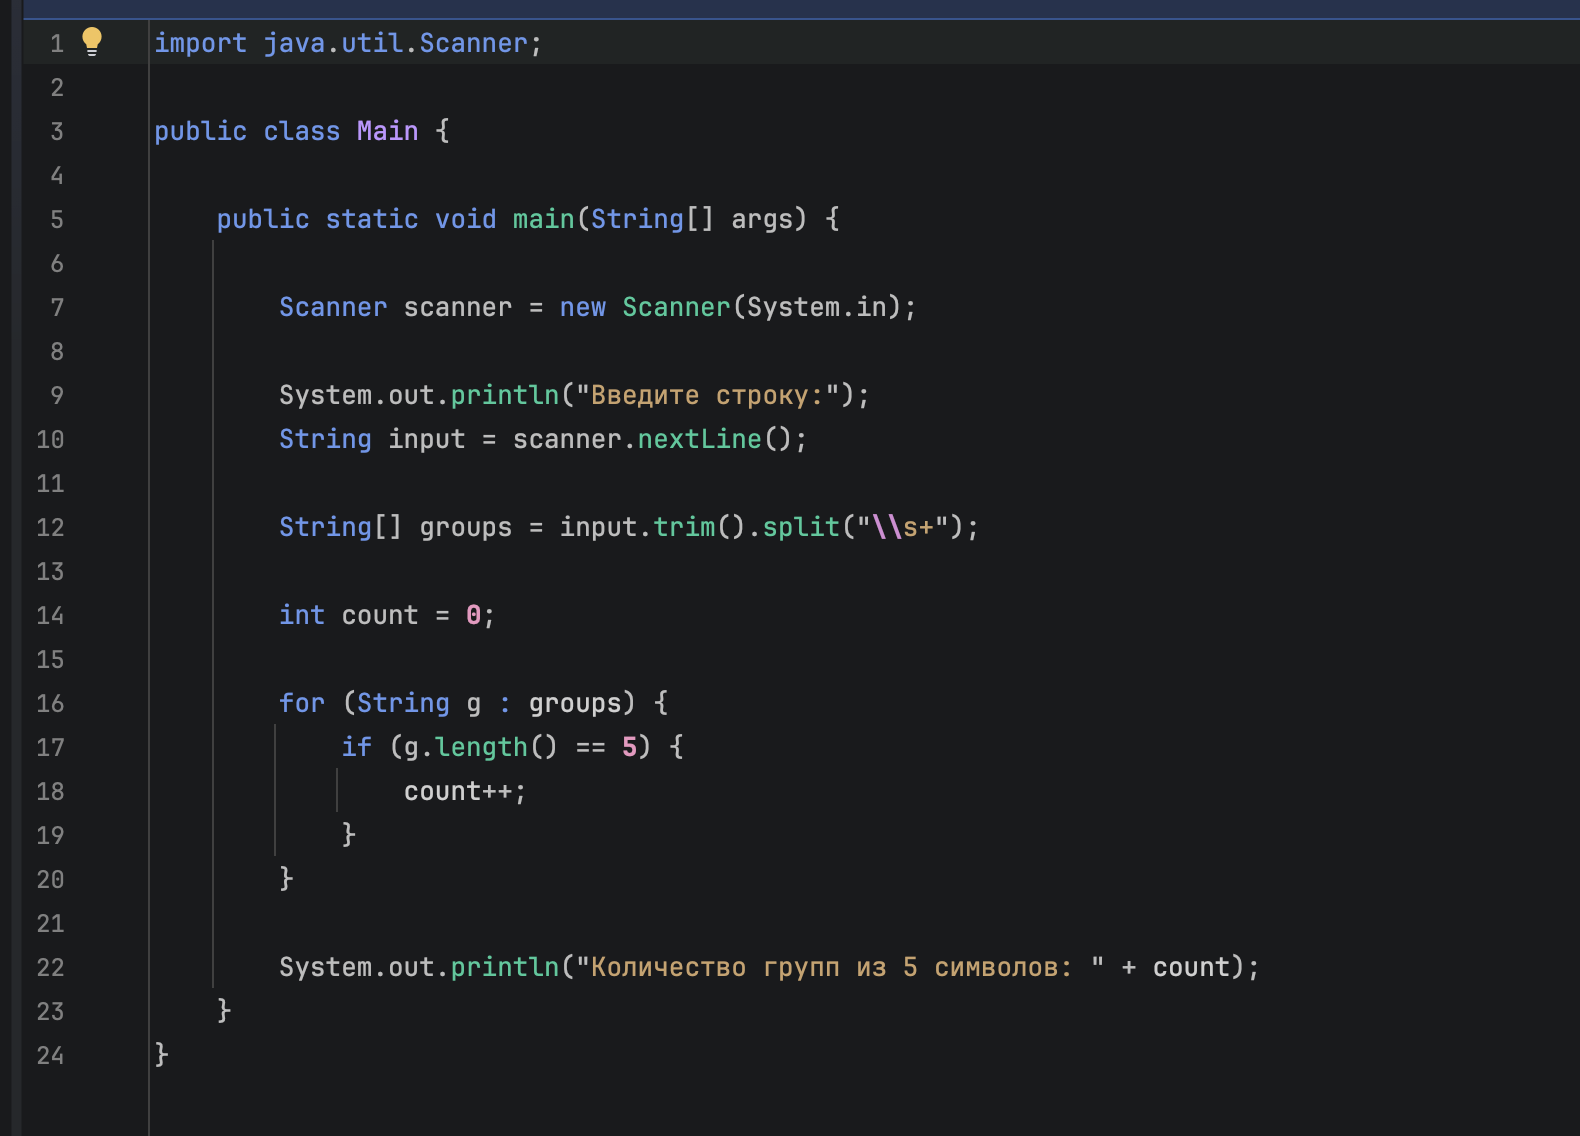 1 import java.util.Scanner;
2
3 public class Main {
4
5     public static void main(String[] args) {
6
7         Scanner scanner = new Scanner(System.in);
8
9         System.out.println("Введите строку:");
10         String input = scanner.nextLine();
11
12         String[] groups = input.trim().split("\\s+");
13
14         int count = 0;
15
16         for (String g : groups) {
17             if (g.length() == 5) {
18                 count++;
19             }
20         }
21
22         System.out.println("Количество групп из 5 символов: " + count);
23     }
24 }